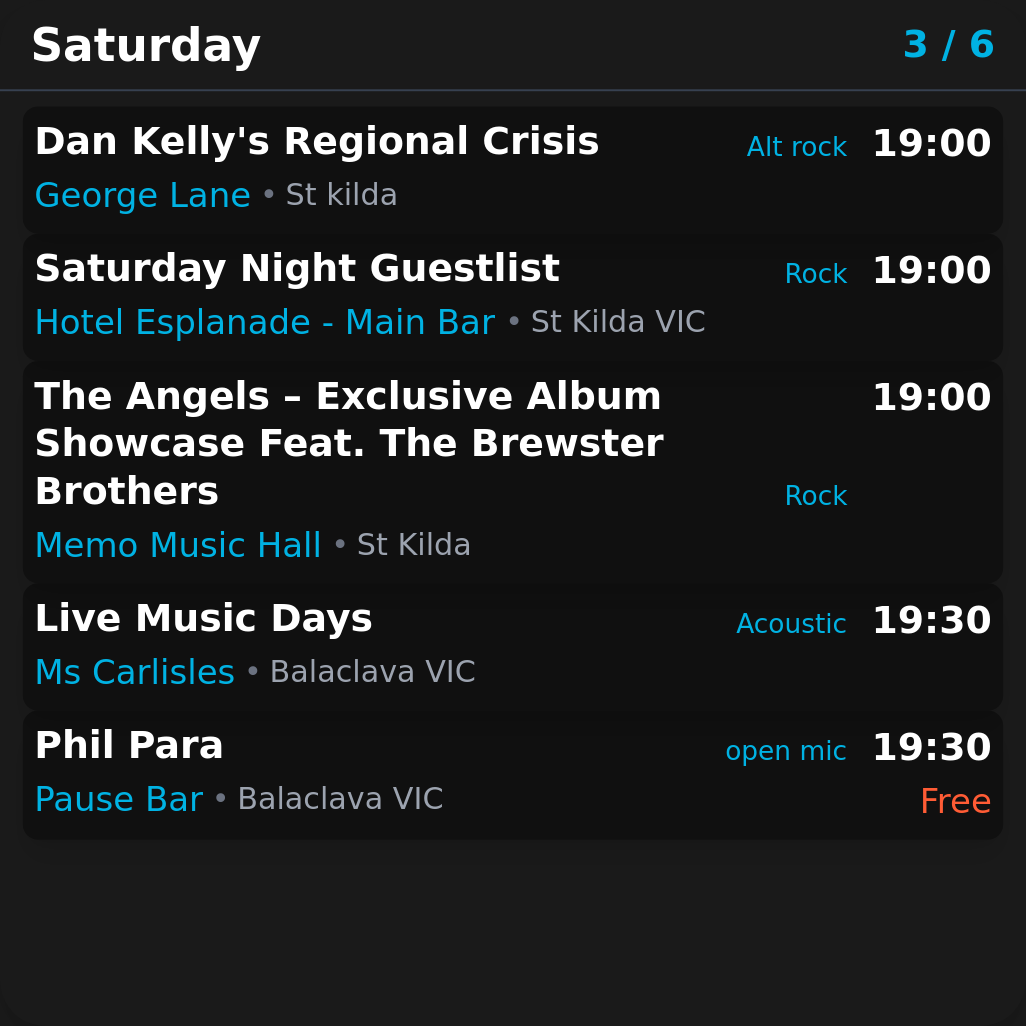 Saturday 3 / 6
Dan Kelly's Regional Crisis Alt rock 19:00
George Lane • St kilda
Saturday Night Guestlist Rock 19:00
Hotel Esplanade - Main Bar • St Kilda VIC
The Angels – Exclusive Album 19:00
Showcase Feat. The Brewster
Brothers Rock
Memo Music Hall • St Kilda
Live Music Days Acoustic 19:30
Ms Carlisles • Balaclava VIC
Phil Para open mic 19:30
Pause Bar • Balaclava VIC Free